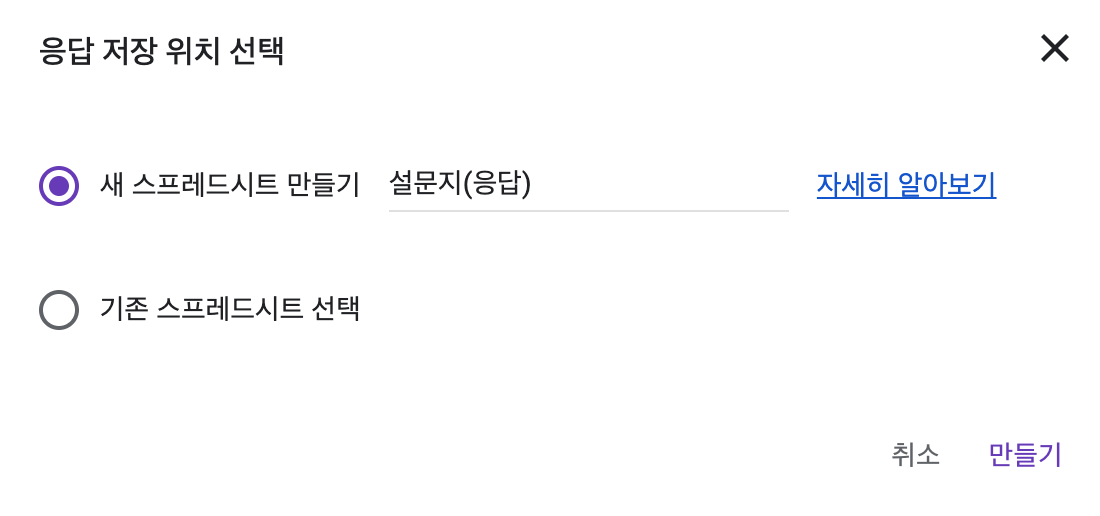 응답 저장 위치 선택
새 스프레드시트 만들기 설문지(응답) 자세히 알아보기
기존 스프레드시트 선택
취소 만들기